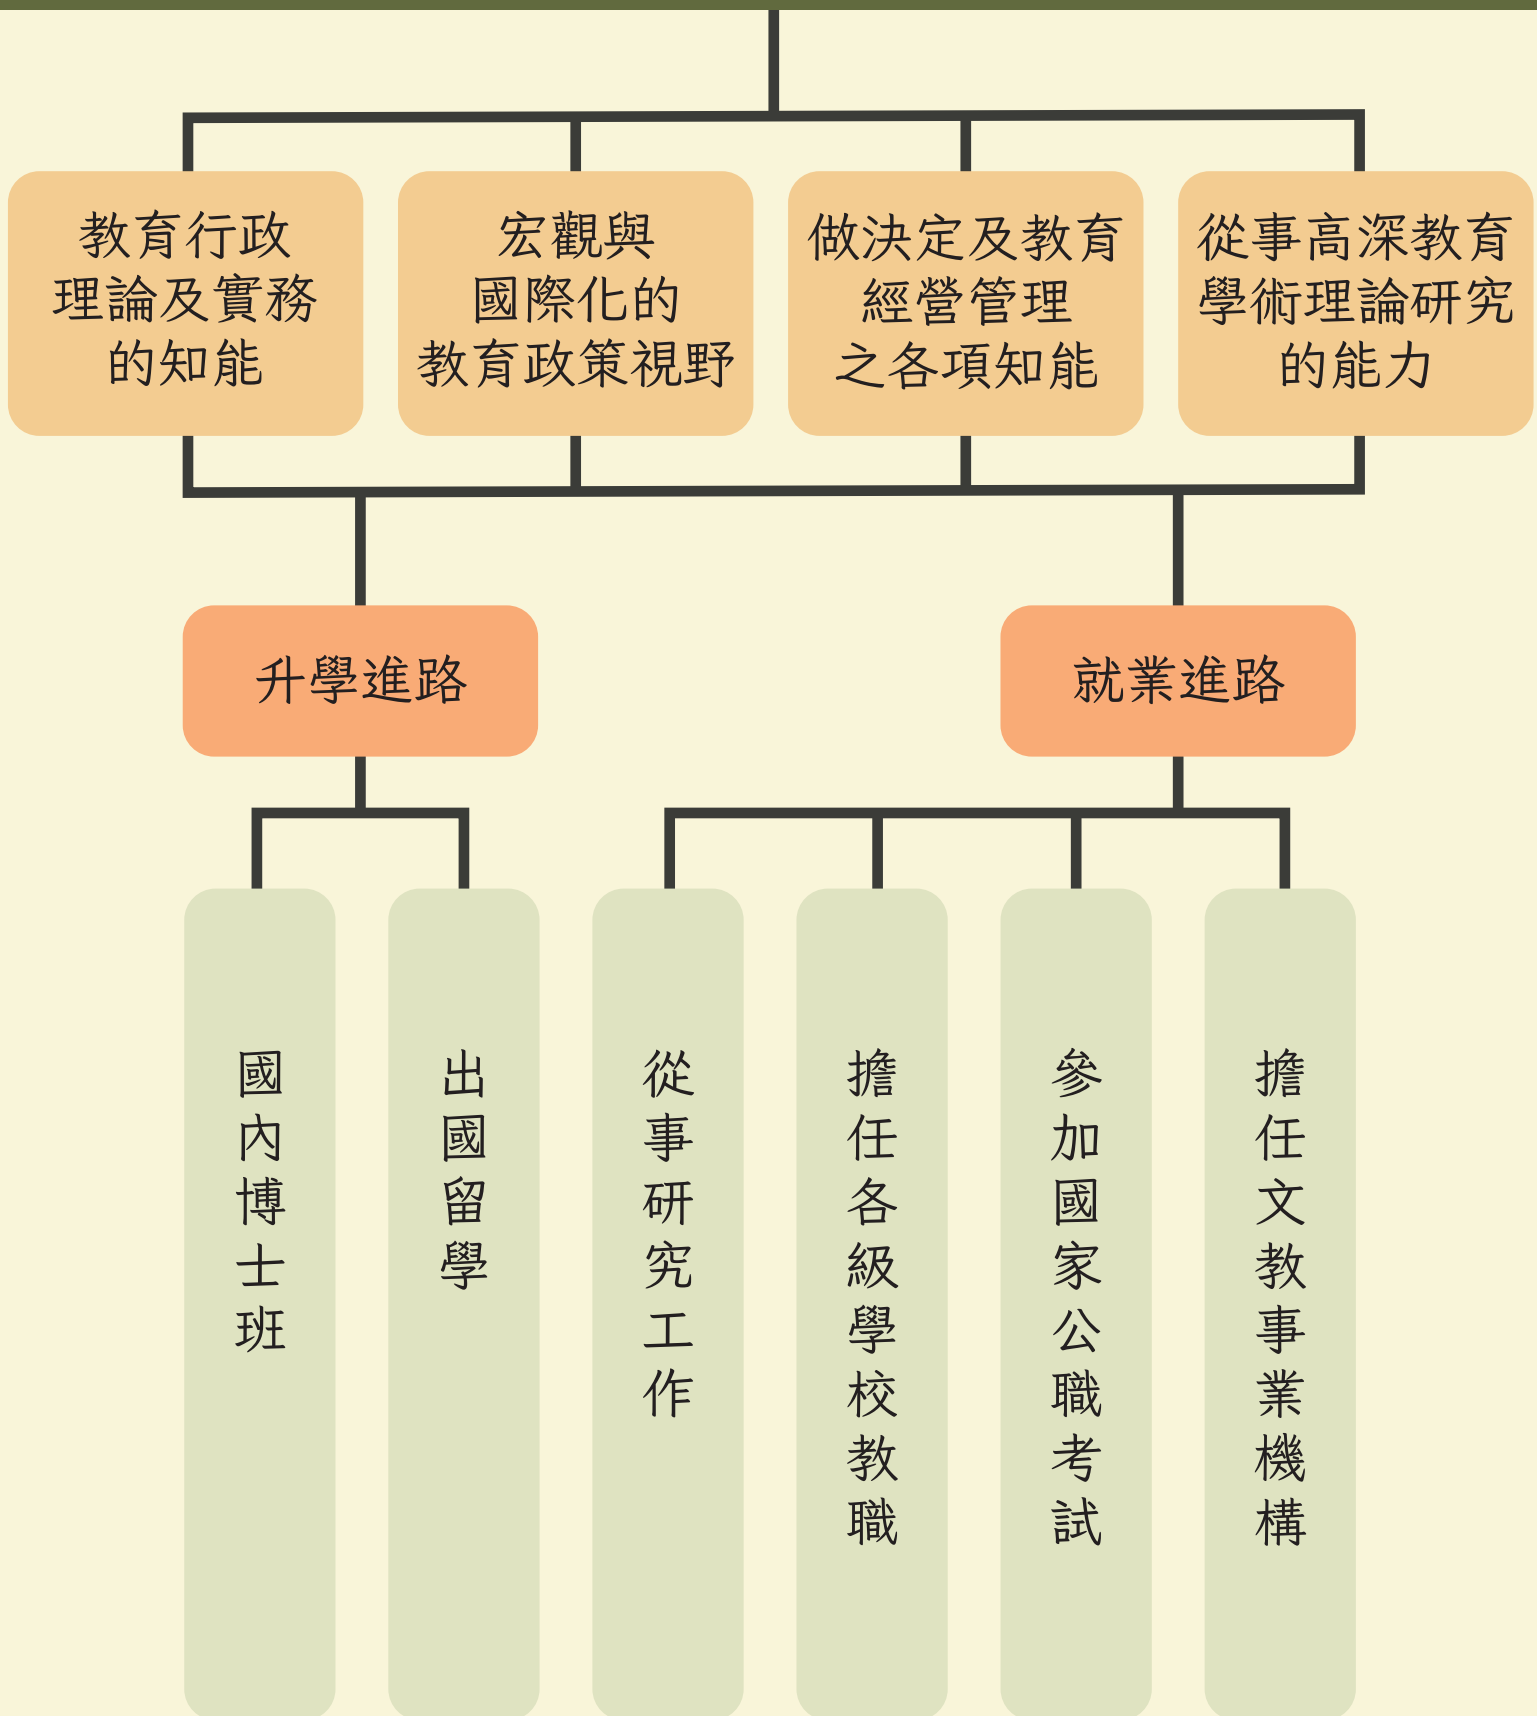 教育行政
理論及實務
的知能
宏觀與
國際化的
教育政策視野
做決定及教育
經營管理
之各項知能
從事高深教育
學術理論研究
的能力
升學進路
就業進路
國內博士班
出國留學
從事研究工作
擔任各級學校教職
參加國家公職考試
擔任文教事業機構